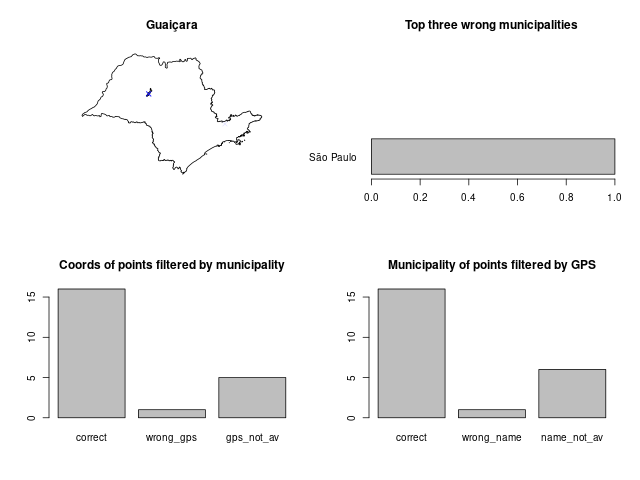 Guaiçara
Top three wrong municipalities
São Paulo
0.0 0.2 0.4 0.6 0.8 1.0
Coords of points filtered by municipality
15
10
5
0
correct wrong_gps gps_not_av
Municipality of points filtered by GPS
15
10
5
0
correct wrong_name name_not_av